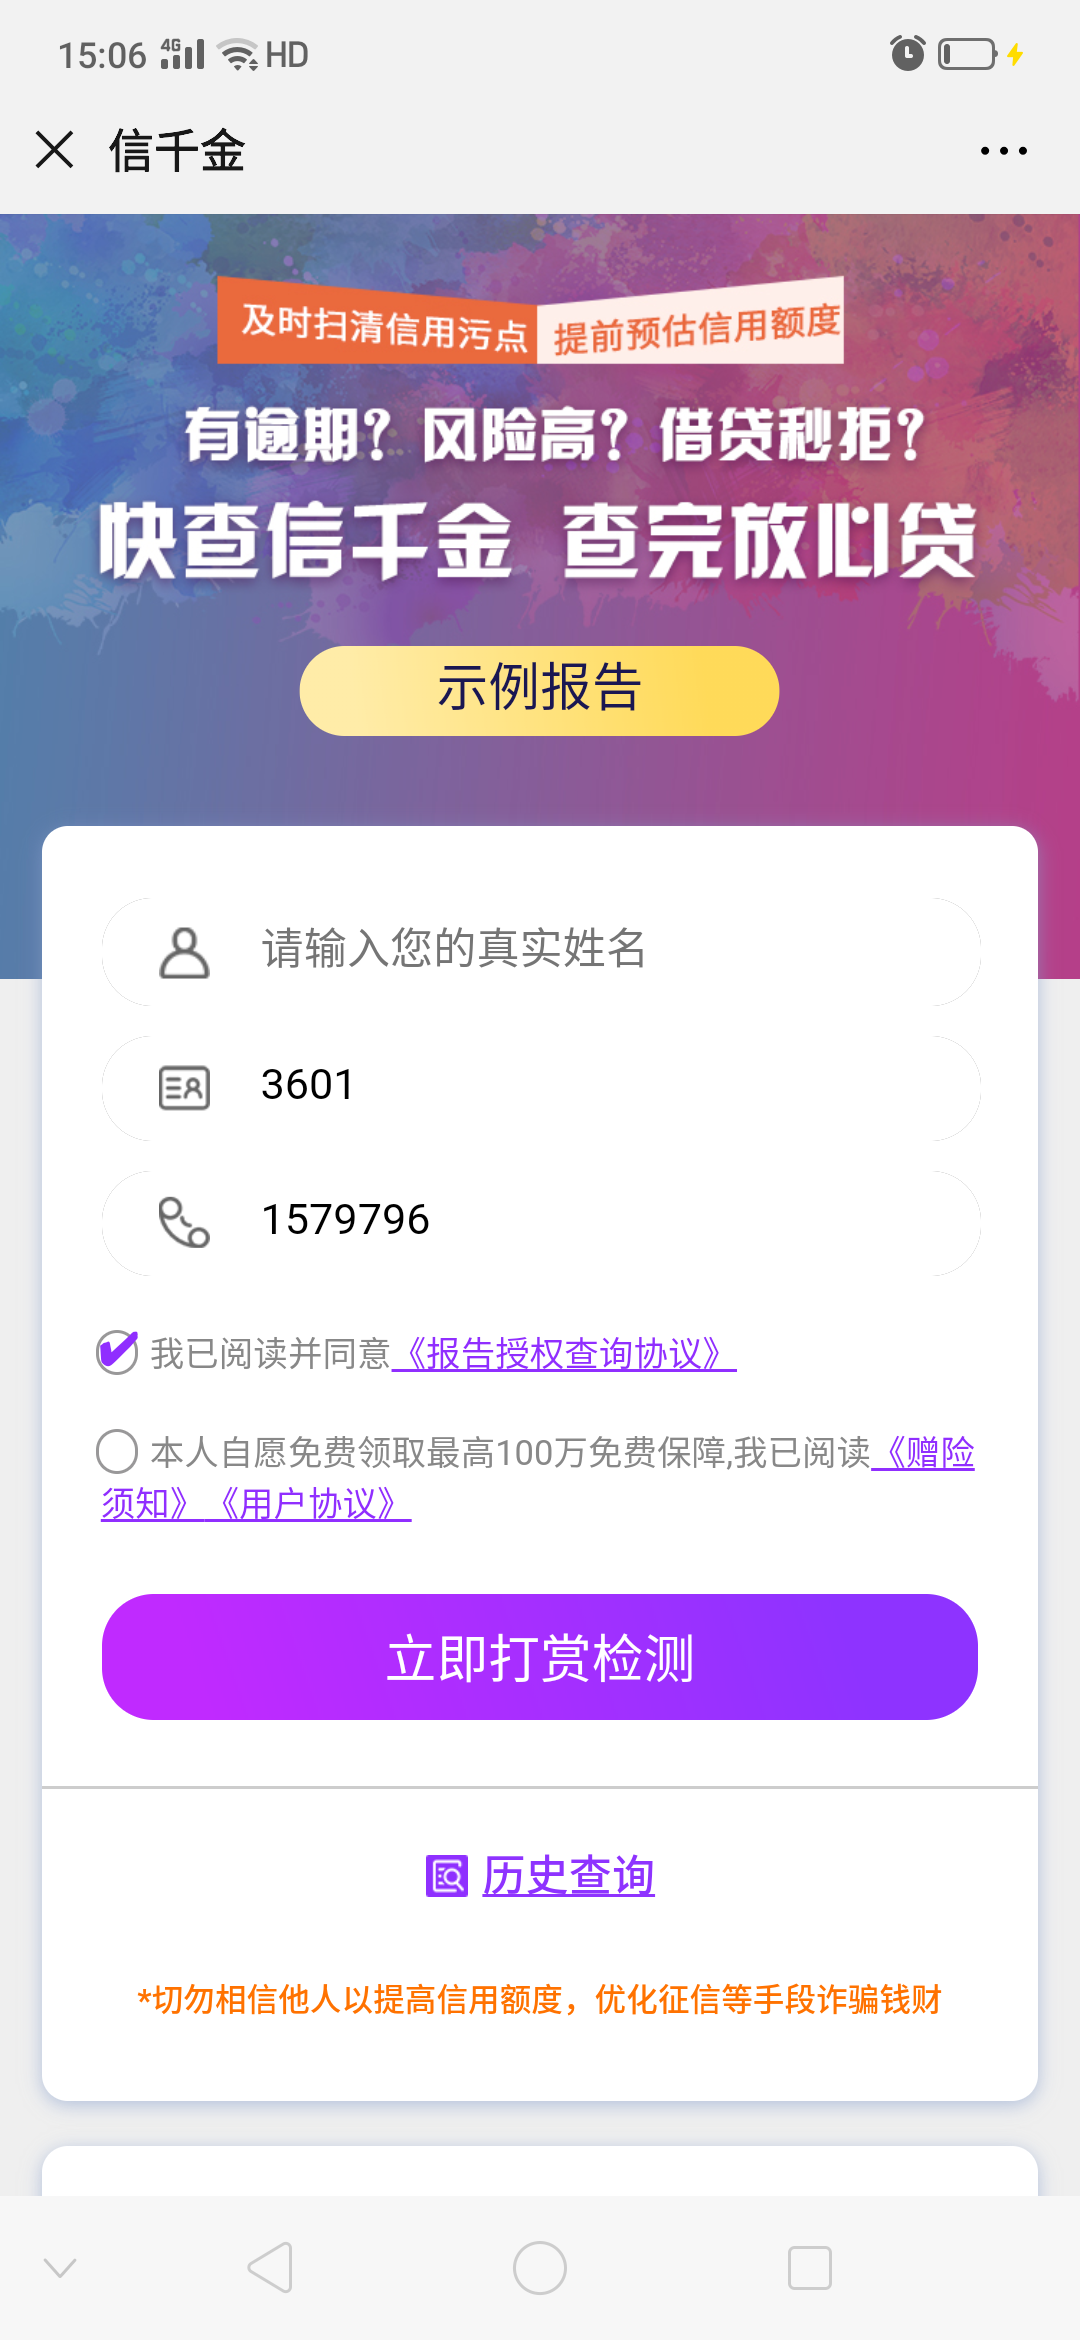 15:06 4G HD
信千金
及时扫清信用污点 提前预估信用额度
有逾期？风险高？借贷秒拒？
快查信千金 查完放心贷
示例报告
请输入您的真实姓名
3601
1579796
我已阅读并同意《报告授权查询协议》
本人自愿免费领取最高100万免费保障,我已阅读《赠险
须知》《用户协议》
立即打赏检测
历史查询
*切勿相信他人以提高信用额度，优化征信等手段诈骗钱财